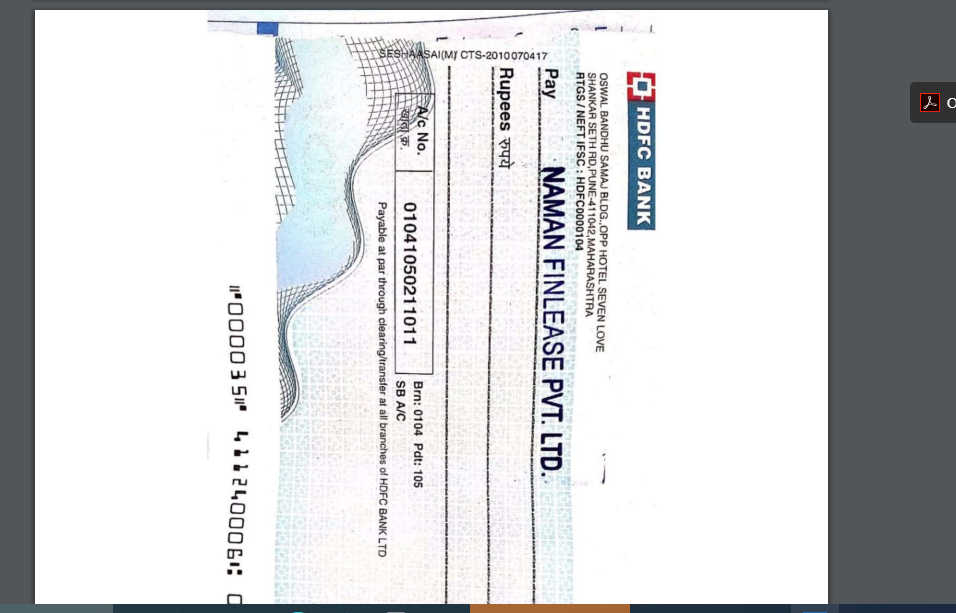 HDFC BANK
OSWAL BANDHU SAMAJ BLDG.,OPP HOTEL SEVEN LOVE
SHANKAR SETH RD,PUNE-411042,MAHARASHTRA
RTGS / NEFT IFSC : HDFC0000104
Pay NAMAN FINLEASE PVT. LTD.
Rupees रुपये
A/c No. 01041050211011 Brn: 0104 Pdt: 105
खाता क्र. SB A/C
Payable at par through clearing/transfer at all branches of HDFC BANK LTD
SESHAASAI(M)/ CTS-2010 070417
⑈000035⑈ 411240006⑆ 0
O